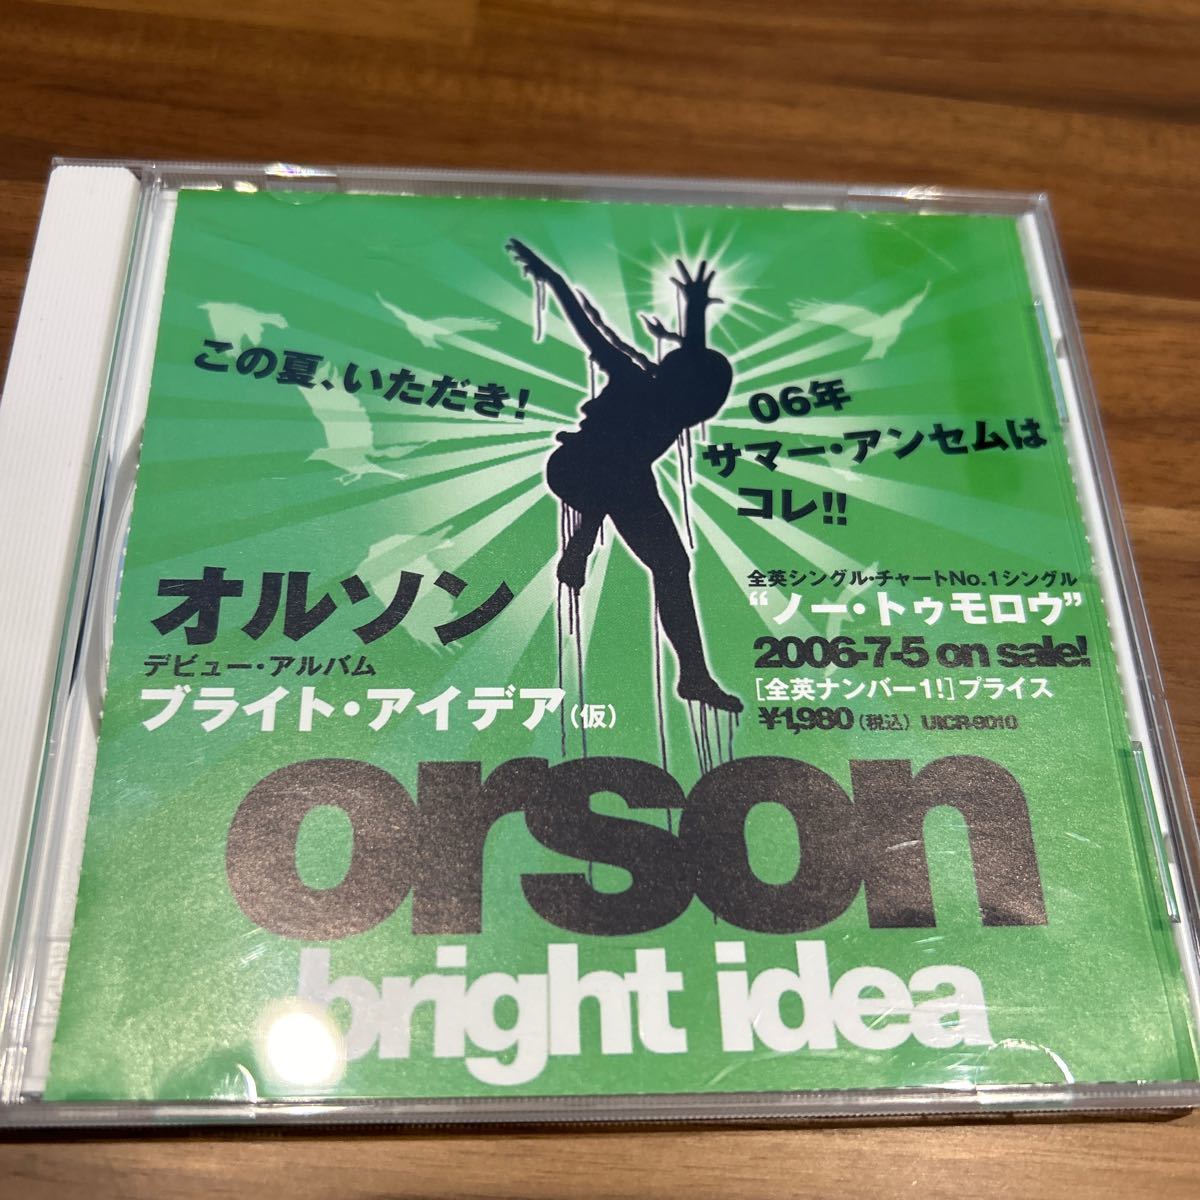 この夏、いただき!
06年
サマー・アンセムは
コレ!!
オルソン
デビュー・アルバム
ブライト・アイデア(仮)
全英シングル・チャートNo.1シングル
“ノー・トゥモロウ”
2006-7-5 on sale!
[全英ナンバー1!]プライス
¥1,980(税込) UICR-9010
orson
bright idea